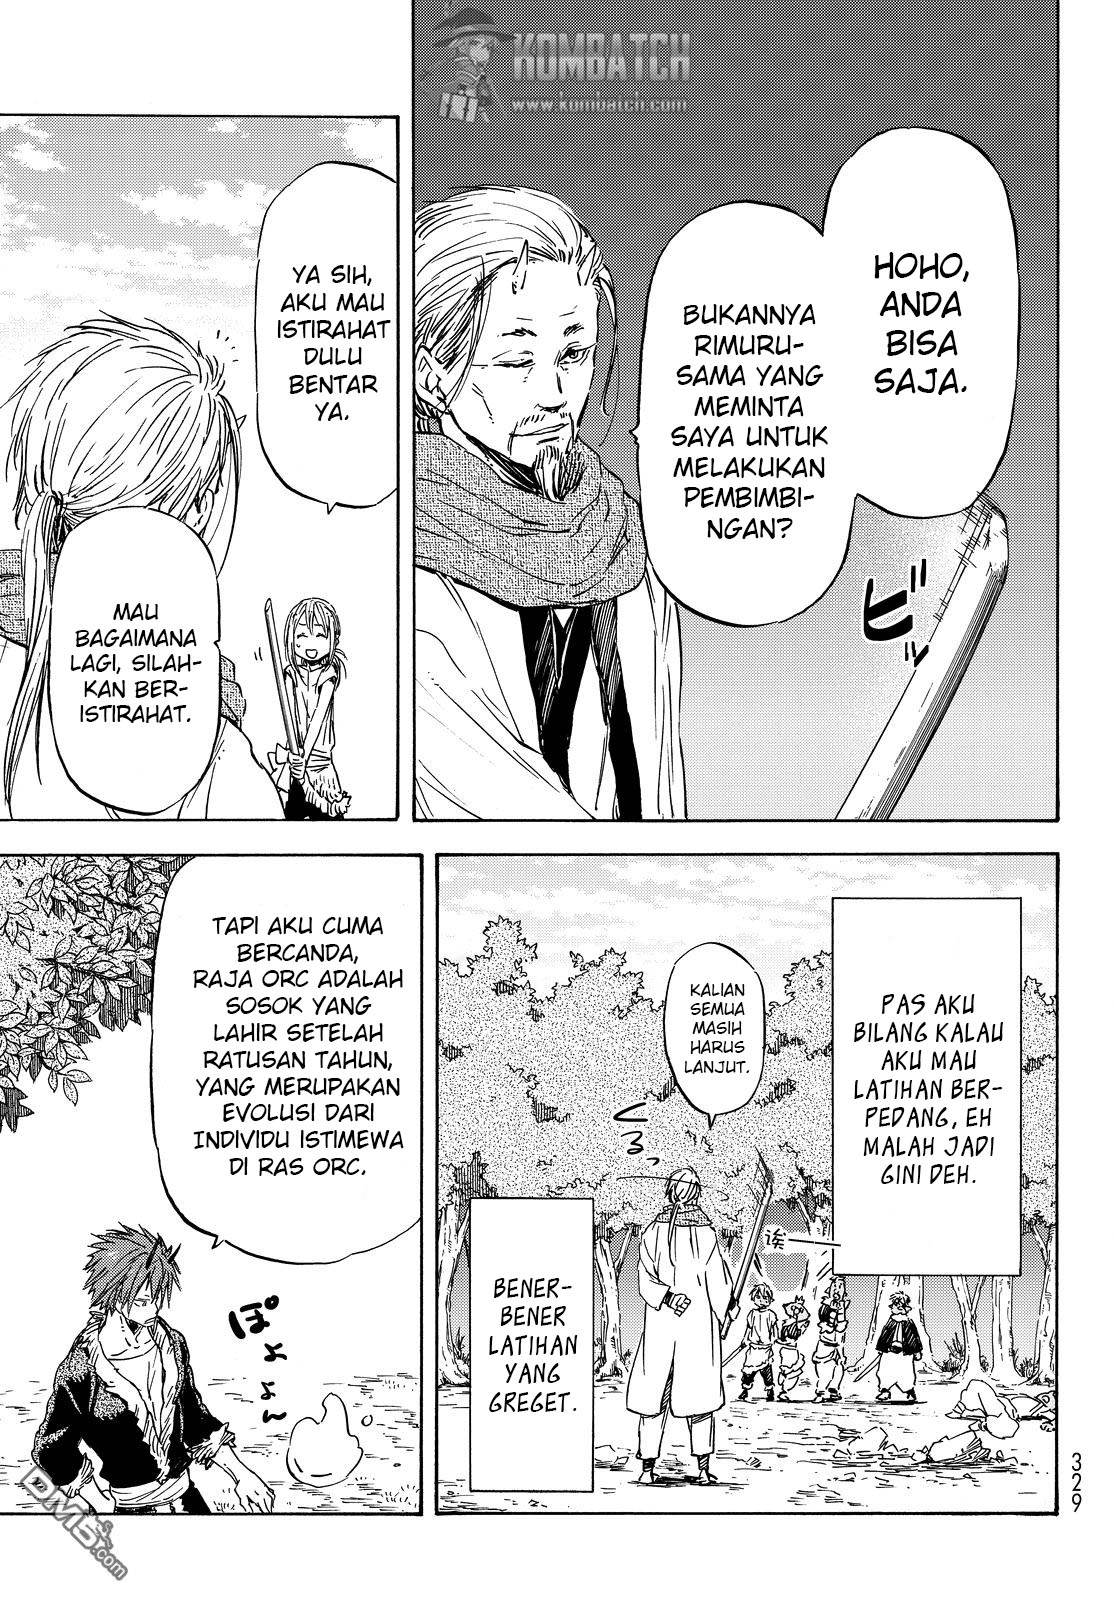 KOMBATCH
www.kombatch.com
HOHO,
ANDA
BISA
SAJA.
BUKANNYA
RIMURU-
SAMA YANG
MEMINTA
SAYA UNTUK
MELAKUKAN
PEMBIMBI-
NGAN?
ビッ
YA SIH,
AKU MAU
ISTIRAHAT
DULU
BENTAR
YA.
MAU
BAGAIMANA
LAGI, SILAH-
KAN BER-
ISTIRAHAT.
PAS AKU
BILANG KALAU
AKU MAU
LATIHAN BER-
PEDANG, EH
MALAH JADI
GINI DEH.
KALIAN
SEMUA
MASIH
HARUS
LANJUT.
くるっ
诶
BENER-
BENER
LATIHAN
YANG
GREGET.
TAPI AKU CUMA
BERCANDA,
RAJA ORC ADALAH
SOSOK YANG
LAHIR SETELAH
RATUSAN TAHUN,
YANG MERUPAKAN
EVOLUSI DARI
INDIVIDU ISTIMEWA
DI RAS ORC.
ぽよよん
329